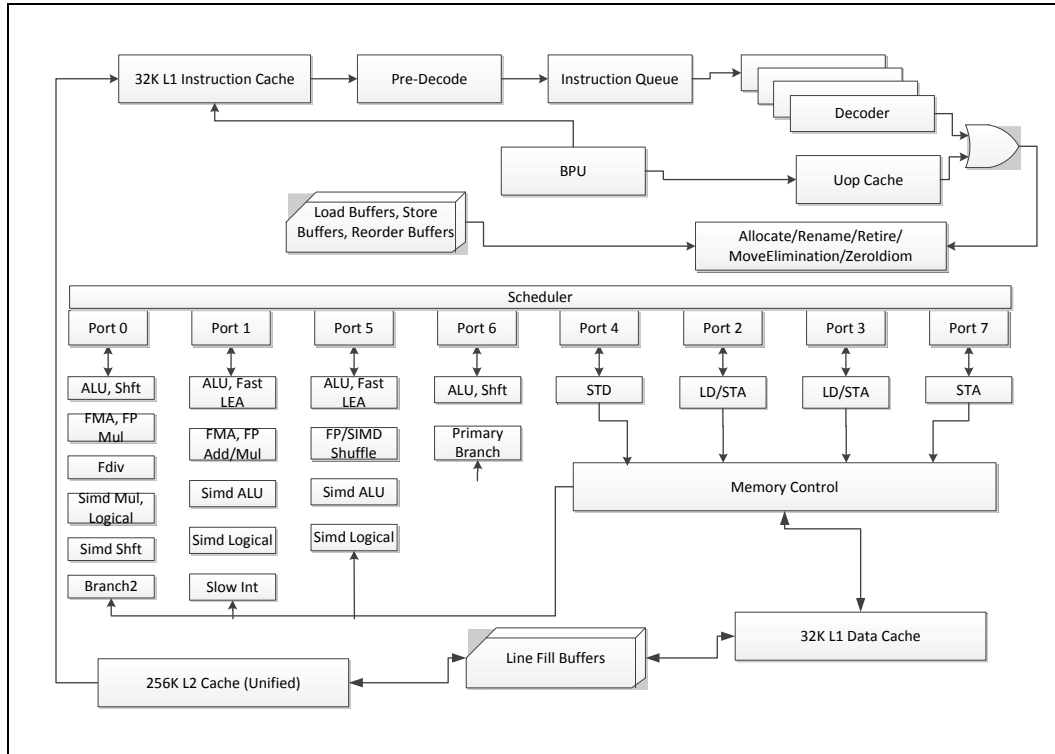 32K L1 Instruction Cache
Pre-Decode
Instruction Queue
Decoder
BPU
Uop Cache
Load Buffers, Store
Buffers, Reorder Buffers
Allocate/Rename/Retire/
MoveElimination/ZeroIdiom
Scheduler
Port 0
Port 1
Port 5
Port 6
Port 4
Port 2
Port 3
Port 7
ALU, Shft
ALU, Fast
LEA
ALU, Fast
LEA
ALU, Shft
STD
LD/STA
LD/STA
STA
FMA, FP
Mul
FMA, FP
Add/Mul
FP/SIMD
Shuffle
Primary
Branch
Fdiv
Simd ALU
Simd ALU
Memory Control
Simd Mul,
Logical
Simd Logical
Simd Logical
Simd Shft
Branch2
Slow Int
32K L1 Data Cache
Line Fill Buffers
256K L2 Cache (Unified)